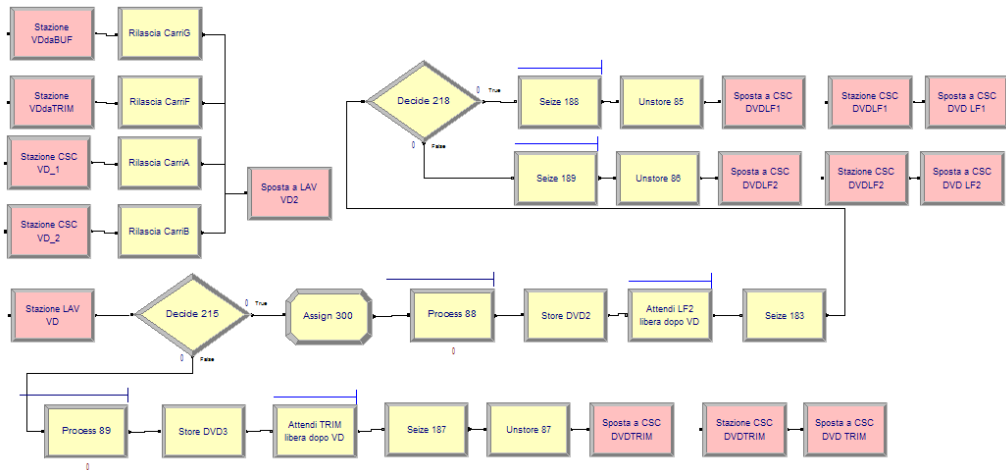 Stazione
VDdaBUF
Rilascia CarriG
Stazione
VDdaTRIM
Rilascia CarriF
Stazione CSC
VD_1
Rilascia CarriA
Stazione CSC
VD_2
Rilascia CarriB
Sposta a LAV
VD2
Decide 218
0
True
0
False
Seize 188
Unstore 85
Sposta a CSC
DVDLF1
Stazione CSC
DVDLF1
Sposta a CSC
DVD LF1
Seize 189
Unstore 86
Sposta a CSC
DVDLF2
Stazione CSC
DVDLF2
Sposta a CSC
DVD LF2
Stazione LAV
VD
Decide 215
0
True
0
False
Assign 300
Process 88
0
Store DVD2
Attendi LF2
libera dopo VD
Seize 183
Process 89
0
Store DVD3
Attendi TRIM
libera dopo VD
Seize 187
Unstore 87
Sposta a CSC
DVDTRIM
Stazione CSC
DVDTRIM
Sposta a CSC
DVD TRIM